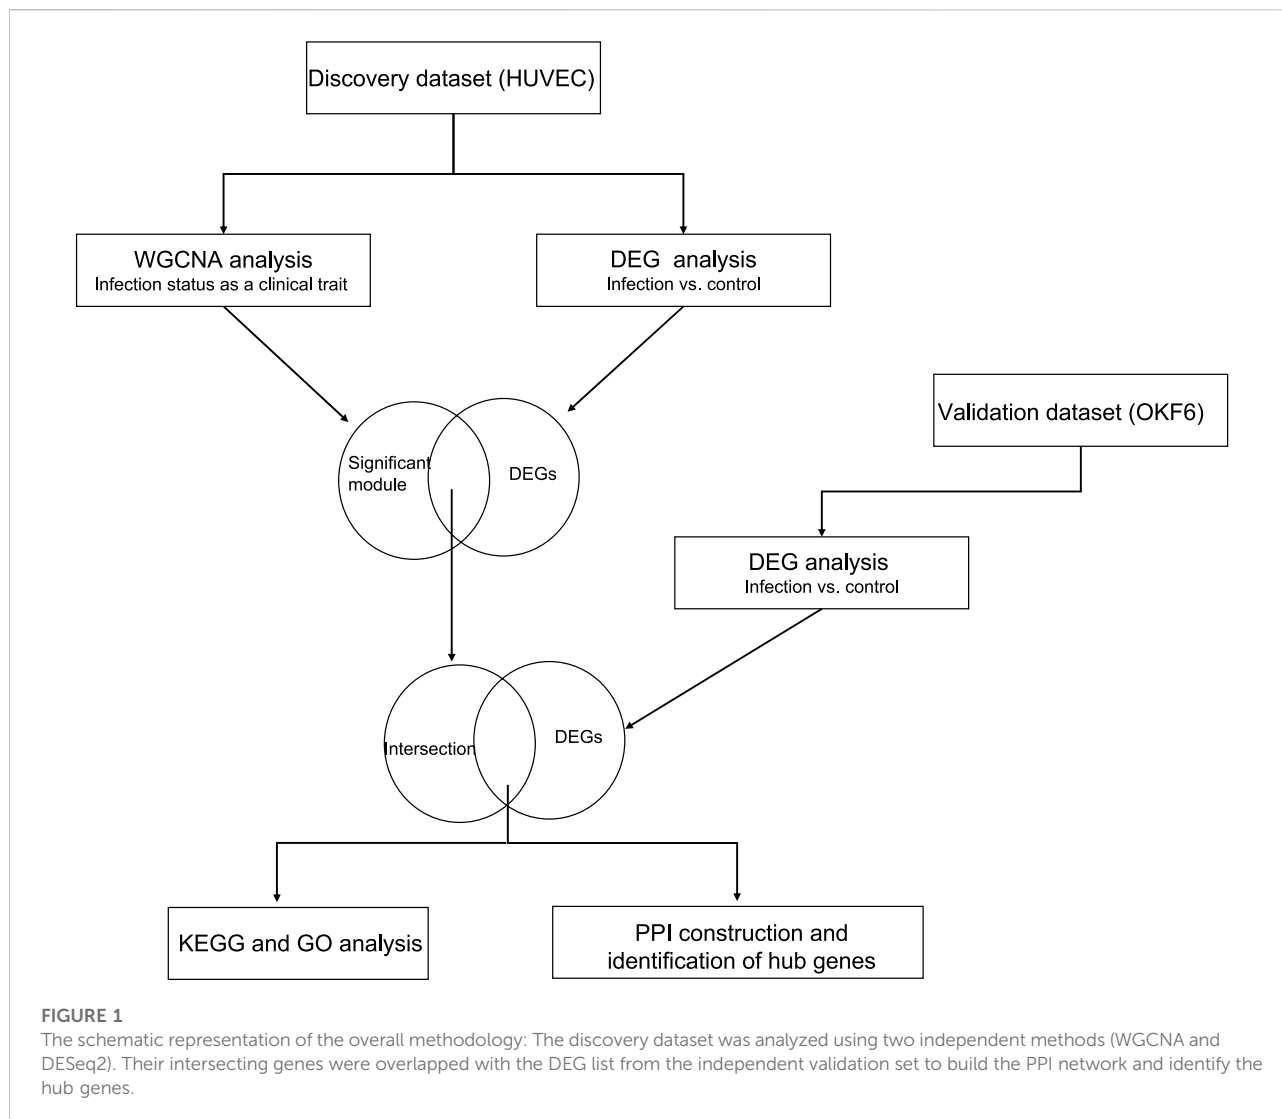 Discovery dataset (HUVEC)
WGCNA analysis
Infection status as a clinical trait
DEG analysis
Infection vs. control
Validation dataset (OKF6)
Significant
module
DEGs
DEG analysis
Infection vs. control
Intersection
DEGs
KEGG and GO analysis
PPI construction and
identification of hub genes
FIGURE 1
The schematic representation of the overall methodology: The discovery dataset was analyzed using two independent methods (WGCNA and
DESeq2). Their intersecting genes were overlapped with the DEG list from the independent validation set to build the PPI network and identify the
hub genes.